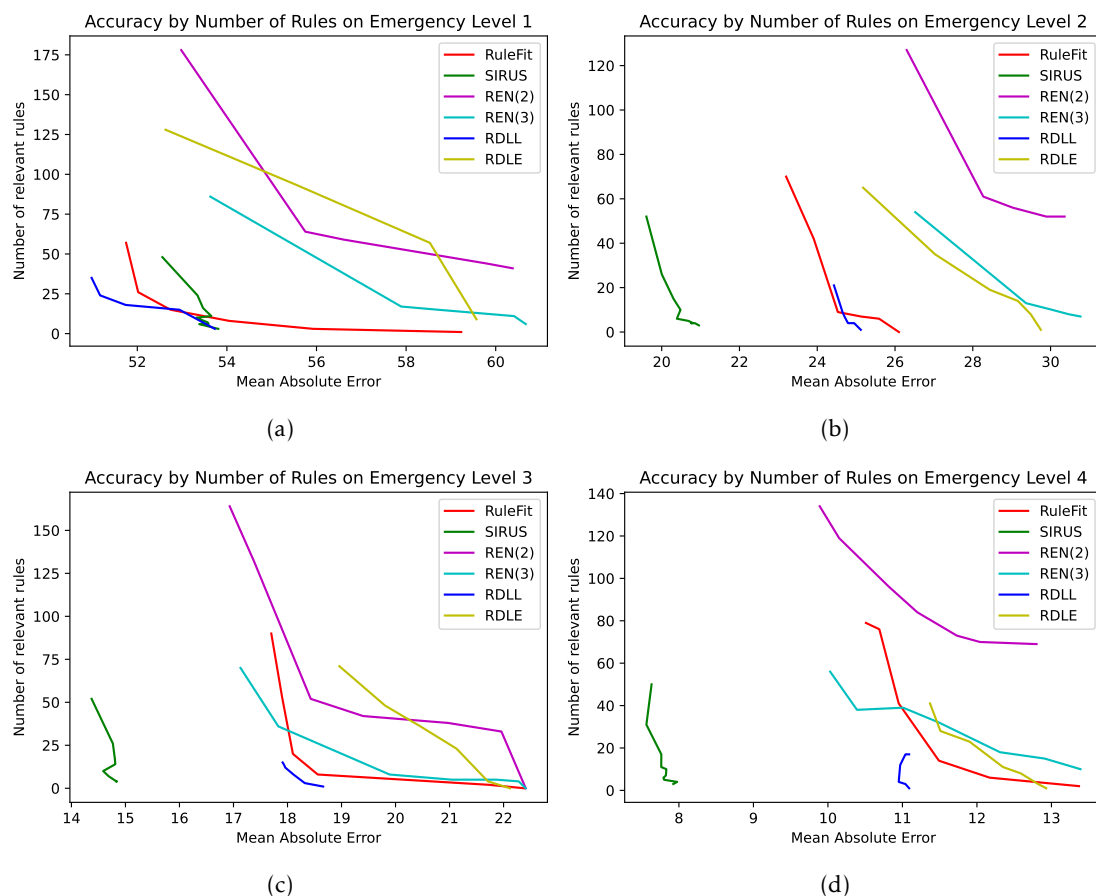 Accuracy by Number of Rules on Emergency Level 1
175
150
125
100
75
50
25
0
Number of relevant rules
RuleFit
SIRUS
REN(2)
REN(3)
RDLL
RDLE
52 54 56 58 60
Mean Absolute Error
(a)
Accuracy by Number of Rules on Emergency Level 2
120
100
80
60
40
20
0
Number of relevant rules
RuleFit
SIRUS
REN(2)
REN(3)
RDLL
RDLE
20 22 24 26 28 30
Mean Absolute Error
(b)
Accuracy by Number of Rules on Emergency Level 3
150
125
100
75
50
25
0
Number of relevant rules
RuleFit
SIRUS
REN(2)
REN(3)
RDLL
RDLE
14 15 16 17 18 19 20 21 22
Mean Absolute Error
(c)
Accuracy by Number of Rules on Emergency Level 4
140
120
100
80
60
40
20
0
Number of relevant rules
RuleFit
SIRUS
REN(2)
REN(3)
RDLL
RDLE
8 9 10 11 12 13
Mean Absolute Error
(d)